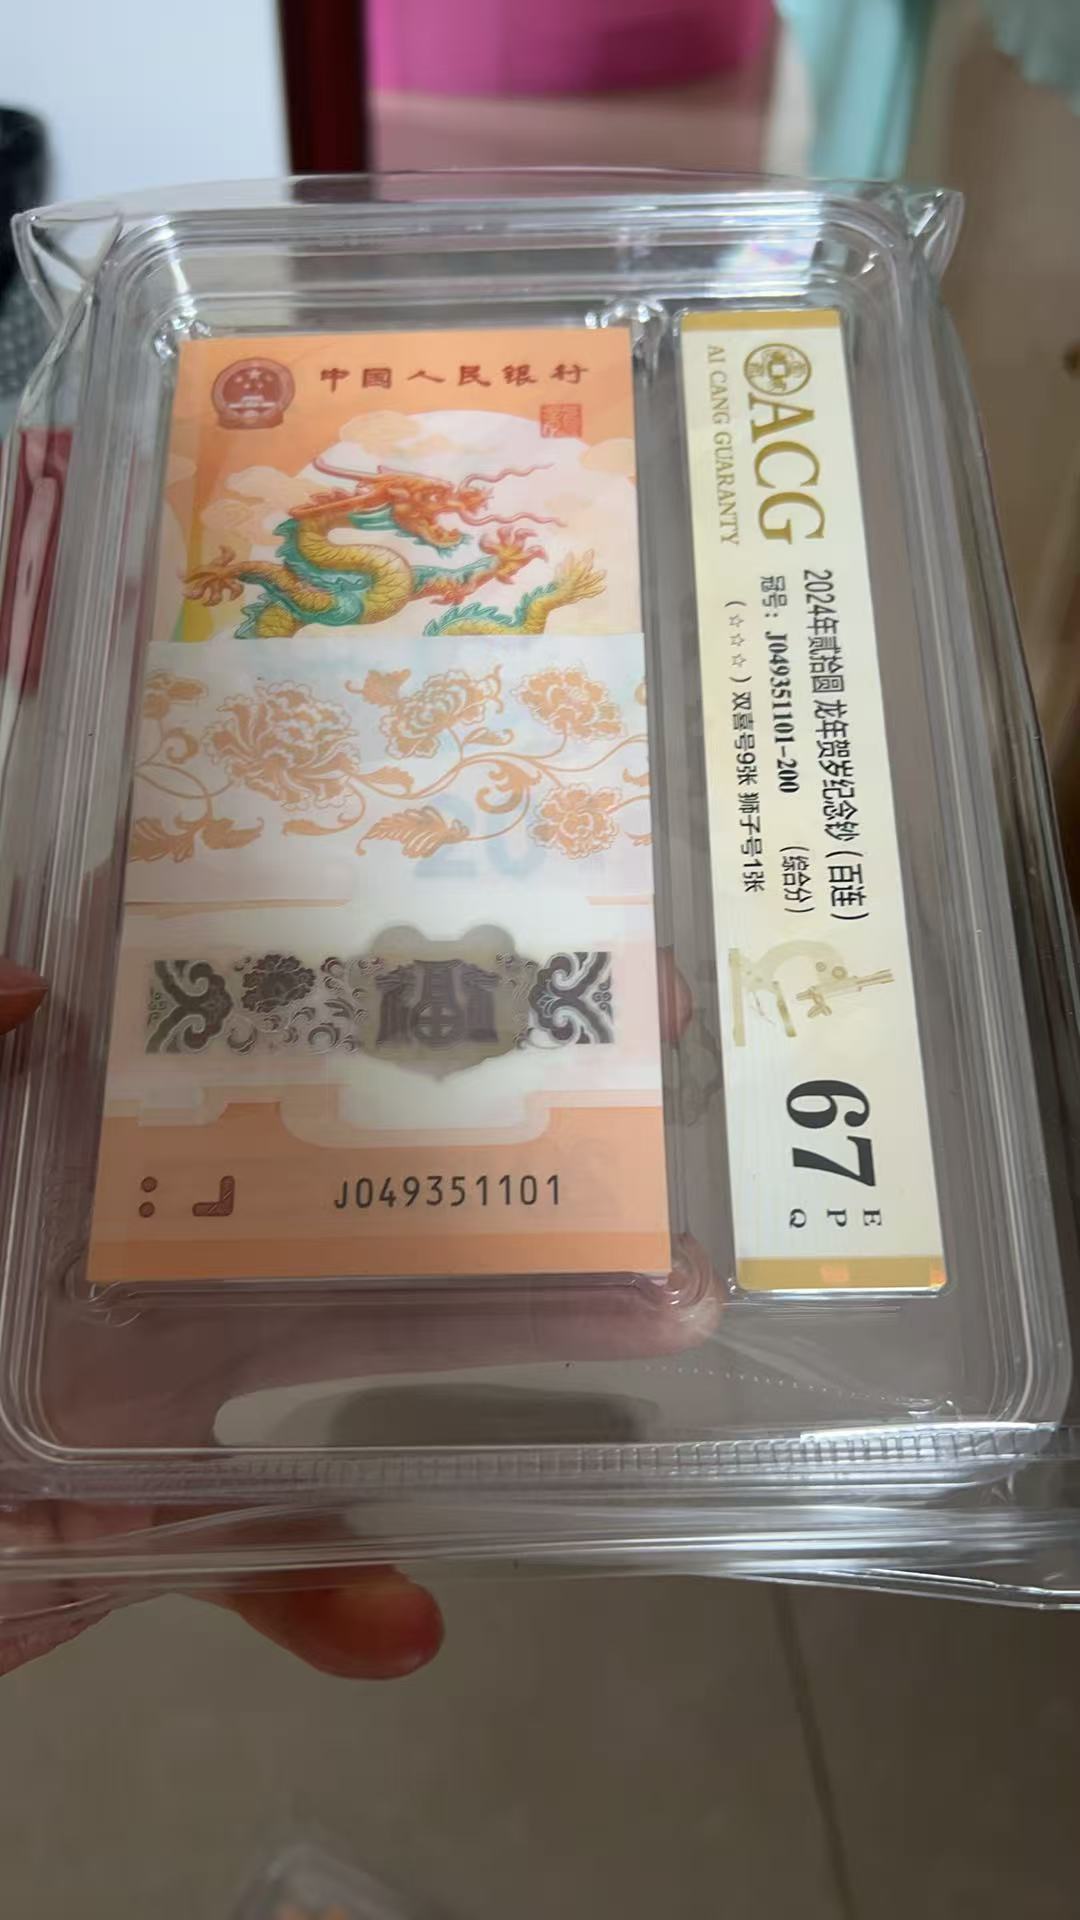 中国人民银行
20
J049351101
ACG
AI CANG GUARANTY
2024年贰拾圆 龙年贺岁纪念钞（百连）
冠号：J049351101-200 （综合分）
（☆☆☆）双喜号9张 狮子号1张
67
E
P
Q